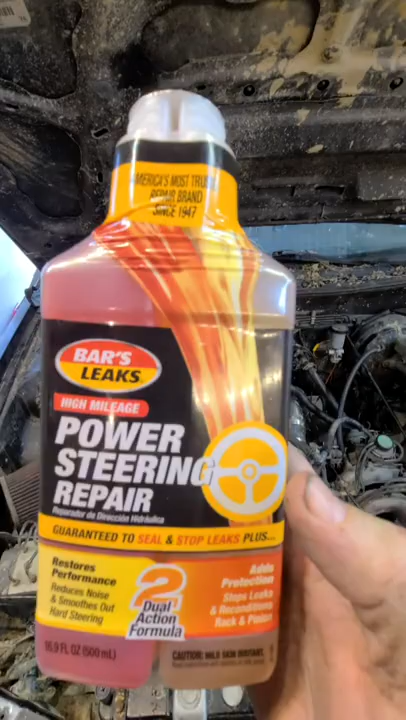 AMERICA'S MOST TRUSTED
REPAIR BRAND
SINCE 1947
BAR'S
LEAKS
HIGH MILEAGE
POWER
STEERING
REPAIR
Reparador de Dirección Hidráulica
GUARANTEED TO SEAL & STOP LEAKS PLUS...
Restores
Performance
Reduces Noise
& Smoothes Out
Hard Steering
2
Dual
Action
Formula
Adds
Protection
Stops Leaks
& Reconditions
Rack & Pinion
16.9 FL OZ (500 mL)
CAUTION: MILD SKIN IRRITANT.